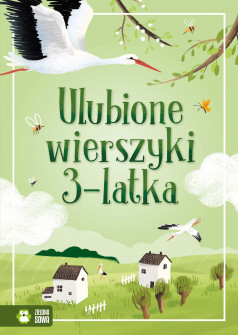 Ulubione
wierszyki
3-latka
ZIELONA
SOWA